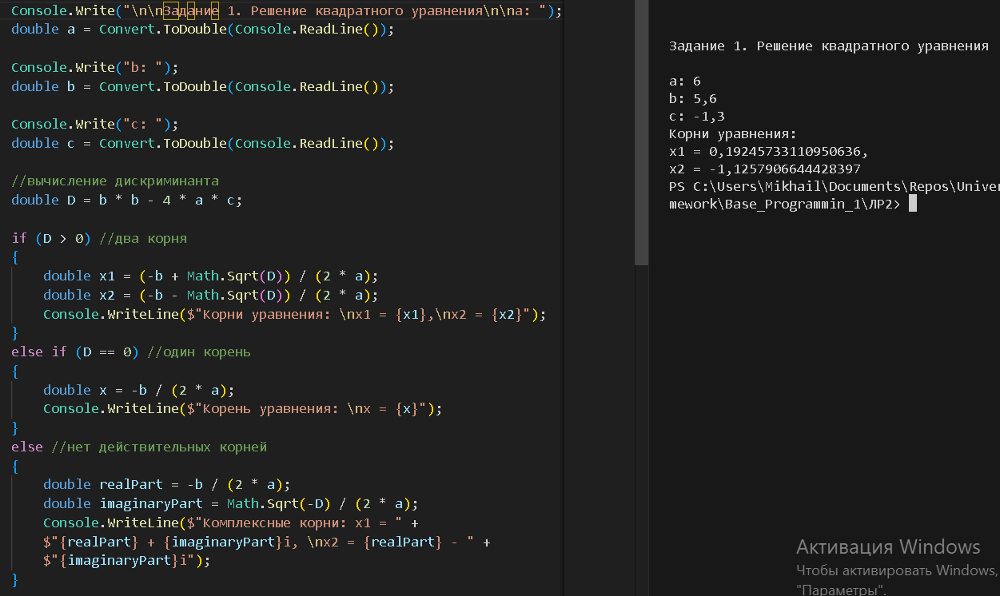 Console.Write("\n\nЗадание 1. Решение квадратного уравнения\n\na: ");
double a = Convert.ToDouble(Console.ReadLine());
Console.Write("b: ");
double b = Convert.ToDouble(Console.ReadLine());
Console.Write("c: ");
double c = Convert.ToDouble(Console.ReadLine());
//вычисление дискриминанта
double D = b * b - 4 * a * c;
if (D > 0) //два корня
{
double x1 = (-b + Math.Sqrt(D)) / (2 * a);
double x2 = (-b - Math.Sqrt(D)) / (2 * a);
Console.WriteLine($"Корни уравнения: \nx1 = {x1},\nx2 = {x2}");
}
else if (D == 0) //один корень
{
double x = -b / (2 * a);
Console.WriteLine($"Корень уравнения: \nx = {x}");
}
else //нет действительных корней
{
double realPart = -b / (2 * a);
double imaginaryPart = Math.Sqrt(-D) / (2 * a);
Console.WriteLine($"Комплексные корни: x1 = " +
$"{realPart} + {imaginaryPart}i, \nx2 = {realPart} - " +
$"{imaginaryPart}i");
}
Задание 1. Решение квадратного уравнения
a: 6
b: 5,6
c: -1,3
Корни уравнения:
x1 = 0,19245733110950636,
x2 = -1,1257906644428397
PS C:\Users\Mikhail\Documents\Repos\Univer
mework\Base_Programmin_1\ЛР2>
Активация Windows
Чтобы активировать Windows,
"Параметры".